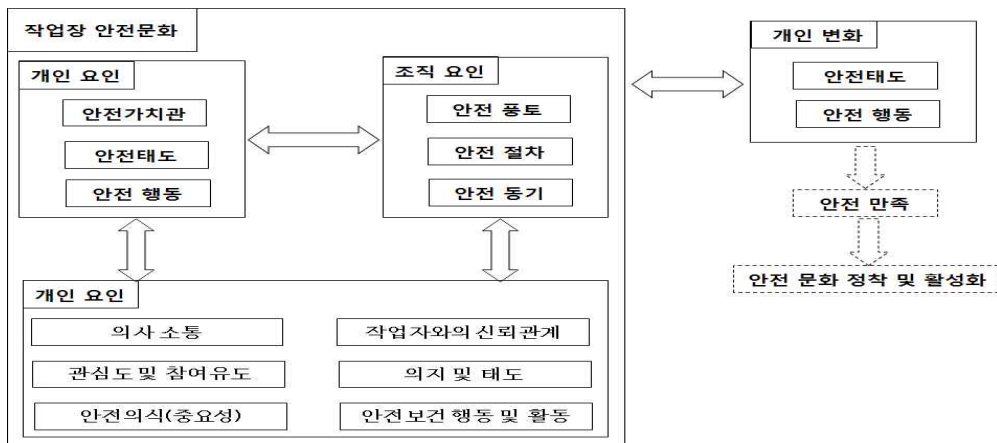 작업장 안전문화
개인 요인
안전가치관
안전태도
안전 행동
조직 요인
안전 풍토
안전 절차
안전 동기
개인 요인
의사 소통
작업자와의 신뢰관계
관심도 및 참여유도
의지 및 태도
안전의식(중요성)
안전보건 행동 및 활동
개인 변화
안전태도
안전 행동
안전 만족
안전 문화 정착 및 활성화